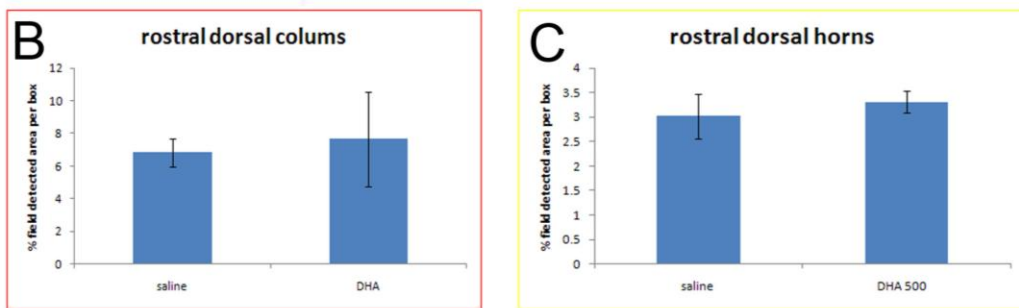 B
rostral dorsal colums
% field detected area per box
12
10
8
6
4
2
0
saline DHA
C
rostral dorsal horns
% field detected area per box
4
3.5
3
2.5
2
1.5
1
0.5
0
saline DHA 500